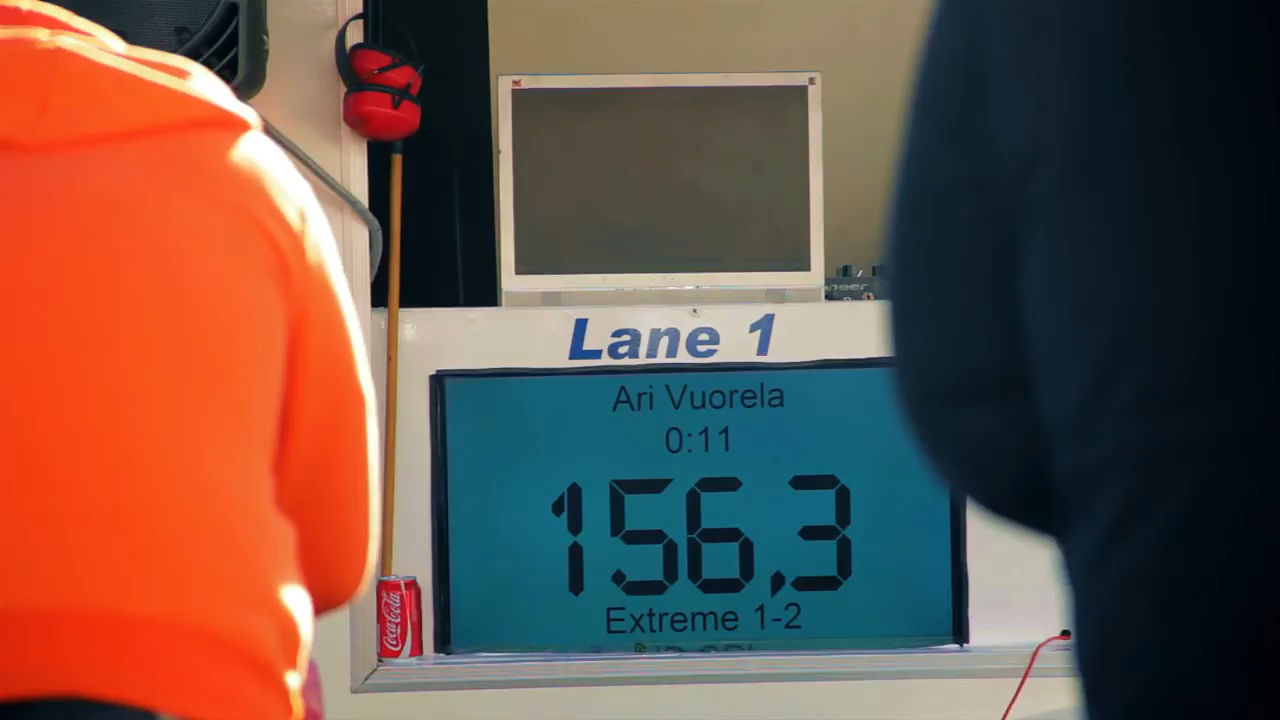 Lane 1
Ari Vuorela
0:11
156,3
Extreme 1-2
Coca-Cola